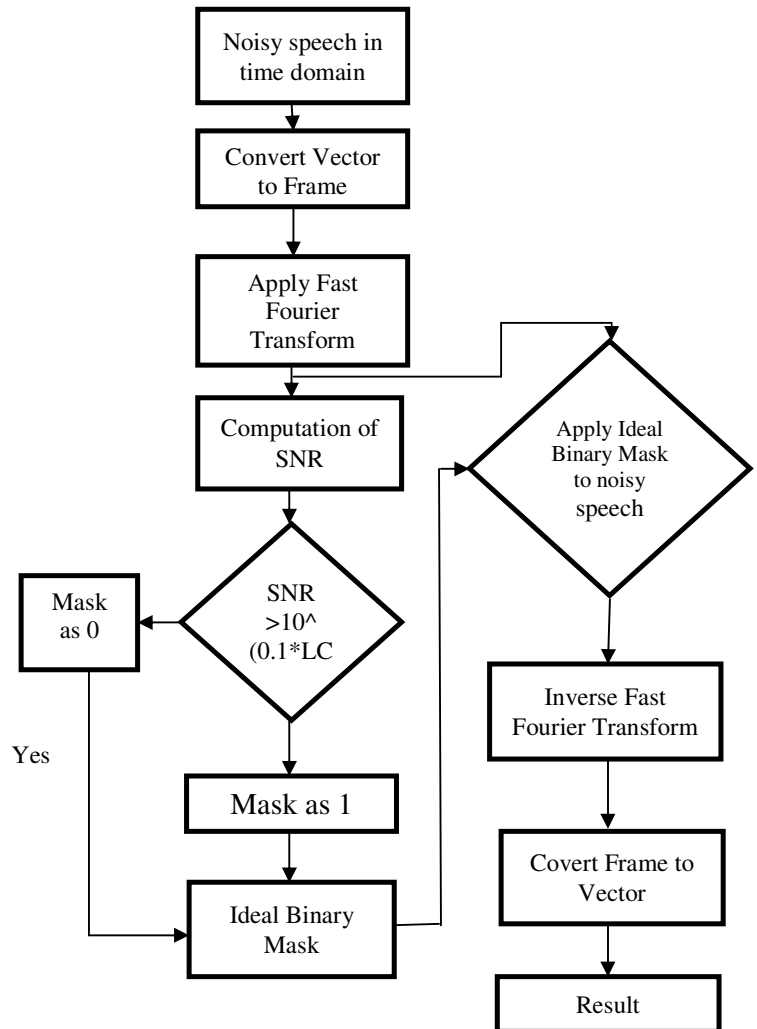 Noisy speech in
time domain
Convert Vector
to Frame
Apply Fast
Fourier
Transform
Computation of
SNR
SNR
>10^
(0.1*LC
Mask
as 0
Yes
Mask as 1
Ideal Binary
Mask
Apply Ideal
Binary Mask
to noisy
speech
Inverse Fast
Fourier Transform
Covert Frame to
Vector
Result